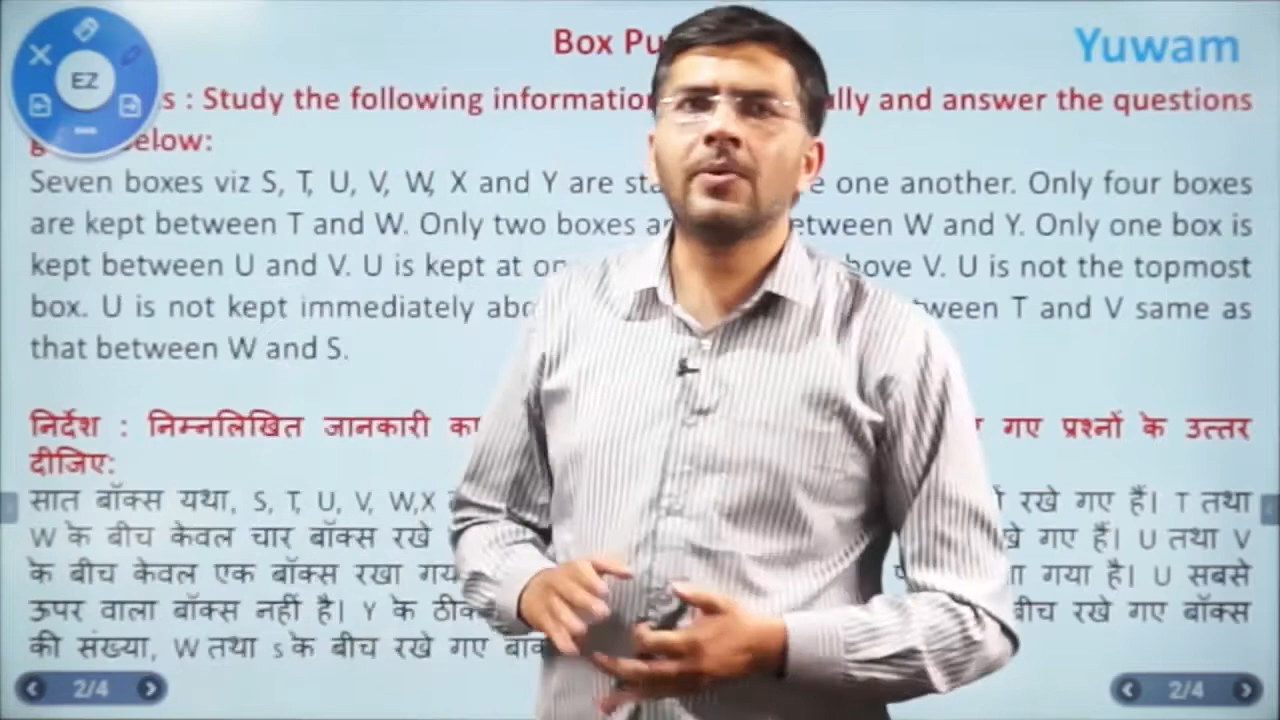 Box Pu
Yuwam
EZ
s : Study the following information ally and answer the questions
elow:
Seven boxes viz S, T, U, V, W, X and Y are sta e one another. Only four boxes
are kept between T and W. Only two boxes a etween W and Y. Only one box is
kept between U and V. U is kept at on bove V. U is not the topmost
box. U is not kept immediately abo ween T and V same as
that between W and S.
निर्देश : निम्नलिखित जानकारी का गए प्रश्नों के उत्तर
दीजिए:
सात बॉक्स यथा, S, T, U, V, W,X रखे गए हैं। T तथा
W के बीच केवल चार बॉक्स रखे गए हैं। U तथा V
के बीच केवल एक बॉक्स रखा गय गया है। U सबसे
ऊपर वाला बॉक्स नहीं है। Y के ठीक बीच रखे गए बॉक्स
की संख्या, W तथा s के बीच रखे गए बॉक
2/4
2/4